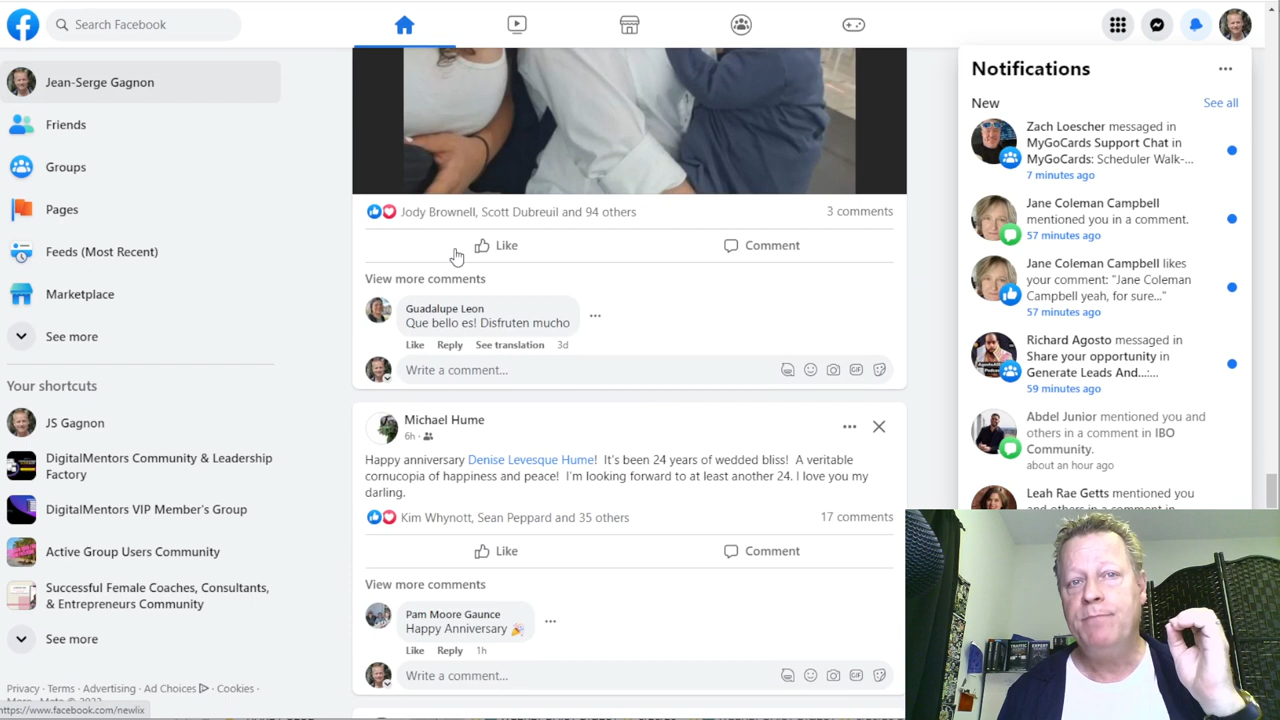 Search Facebook
Jean-Serge Gagnon
Friends
Groups
Pages
Feeds (Most Recent)
Marketplace
See more
Your shortcuts
JS Gagnon
DigitalMentors Community & Leadership
Factory
DigitalMentors VIP Member's Group
Active Group Users Community
Successful Female Coaches, Consultants,
& Entrepreneurs Community
See more
Privacy · Terms · Advertising · Ad Choices · Cookies ·
https://www.facebook.com/newlix
Jody Brownell, Scott Dubreuil and 94 others
3 comments
Like
Comment
View more comments
Guadalupe Leon
Que bello es! Disfruten mucho
Like Reply See translation 3d
Write a comment...
GIF
Michael Hume
6h ·
Happy anniversary Denise Levesque Hume! It's been 24 years of wedded bliss! A veritable
cornucopia of happiness and peace! I'm looking forward to at least another 24. I love you my
darling.
Kim Whynott, Sean Peppard and 35 others
17 comments
Like
Comment
View more comments
Pam Moore Gaunce
Happy Anniversary 🎉
Like Reply 1h
Write a comment...
GIF
Notifications
New
See all
Zach Loescher messaged in
MyGoCards Support Chat in
MyGoCards: Scheduler Walk-...
7 minutes ago
Jane Coleman Campbell
mentioned you in a comment.
57 minutes ago
Jane Coleman Campbell likes
your comment: "Jane Coleman
Campbell yeah, for sure..."
57 minutes ago
Richard Agosto messaged in
Share your opportunity in
Generate Leads And...:...
59 minutes ago
Abdel Junior mentioned you and
others in a comment in IBO
Community.
about an hour ago
Leah Rae Getts mentioned you
TRAFFIC
EXPERT